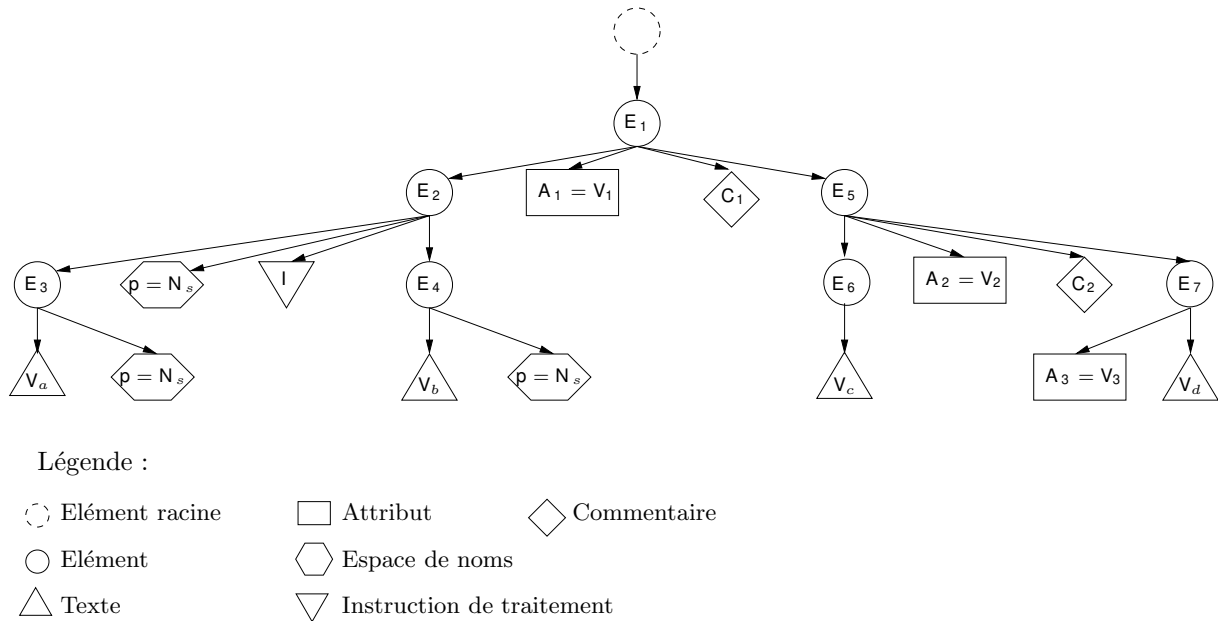 E1
E2
A1 = V1
C1
E5
E3
p = Ns
I
E4
E6
A2 = V2
C2
E7
Va
p = Ns
Vb
p = Ns
Vc
A3 = V3
Vd
Légende :
Elément racine
Attribut
Commentaire
Elément
Espace de noms
Texte
Instruction de traitement